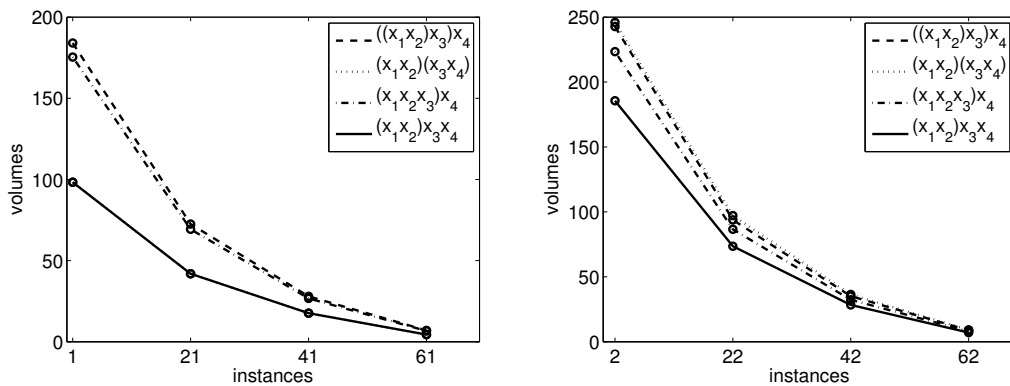 200
150
100
50
0
volumes
1 21 41 61
instances
((x₁x₂)x₃)x₄
(x₁x₂)(x₃x₄)
(x₁x₂x₃)x₄
(x₁x₂)x₃x₄
250
200
150
100
50
0
volumes
2 22 42 62
instances
((x₁x₂)x₃)x₄
(x₁x₂)(x₃x₄)
(x₁x₂x₃)x₄
(x₁x₂)x₃x₄